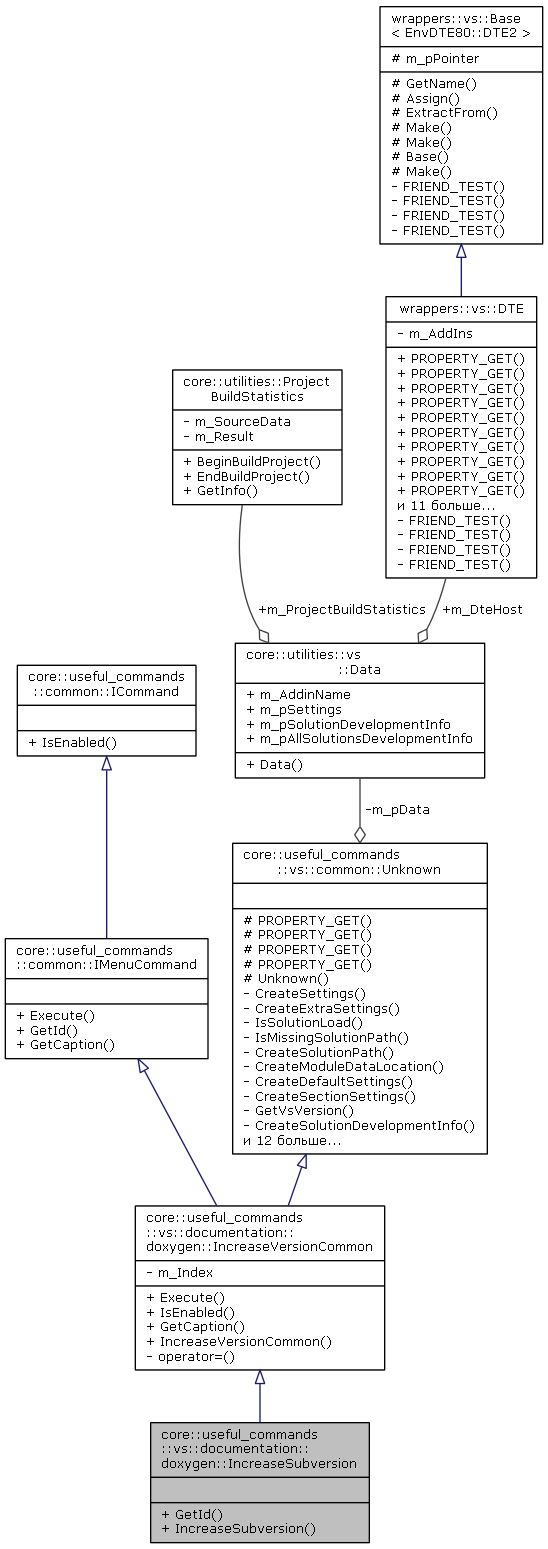 wrappers::vs::Base
< EnvDTE80::DTE2 >
# m_pPointer
# GetName()
# Assign()
# ExtractFrom()
# Make()
# Make()
# Base()
# Make()
- FRIEND_TEST()
- FRIEND_TEST()
- FRIEND_TEST()
- FRIEND_TEST()
wrappers::vs::DTE
- m_AddIns
+ PROPERTY_GET()
+ PROPERTY_GET()
+ PROPERTY_GET()
+ PROPERTY_GET()
+ PROPERTY_GET()
+ PROPERTY_GET()
+ PROPERTY_GET()
+ PROPERTY_GET()
+ PROPERTY_GET()
+ PROPERTY_GET()
и 11 больше...
- FRIEND_TEST()
- FRIEND_TEST()
- FRIEND_TEST()
- FRIEND_TEST()
core::utilities::Project
BuildStatistics
- m_SourceData
- m_Result
+ BeginBuildProject()
+ EndBuildProject()
+ GetInfo()
+m_ProjectBuildStatistics
+m_DteHost
core::utilities::vs
::Data
+ m_AddinName
+ m_pSettings
+ m_pSolutionDevelopmentInfo
+ m_pAllSolutionsDevelopmentInfo
+ Data()
core::useful_commands
::common::ICommand
+ IsEnabled()
-m_pData
core::useful_commands
::vs::common::Unknown
# PROPERTY_GET()
# PROPERTY_GET()
# PROPERTY_GET()
# PROPERTY_GET()
# Unknown()
- CreateSettings()
- CreateExtraSettings()
- IsSolutionLoad()
- IsMissingSolutionPath()
- CreateSolutionPath()
- CreateModuleDataLocation()
- CreateDefaultSettings()
- CreateSectionSettings()
- GetVsVersion()
- CreateSolutionDevelopmentInfo()
и 12 больше...
core::useful_commands
::common::IMenuCommand
+ Execute()
+ GetId()
+ GetCaption()
core::useful_commands
::vs::documentation::
doxygen::IncreaseVersionCommon
- m_Index
+ Execute()
+ IsEnabled()
+ GetCaption()
+ IncreaseVersionCommon()
- operator=()
core::useful_commands
::vs::documentation::
doxygen::IncreaseSubversion
+ GetId()
+ IncreaseSubversion()